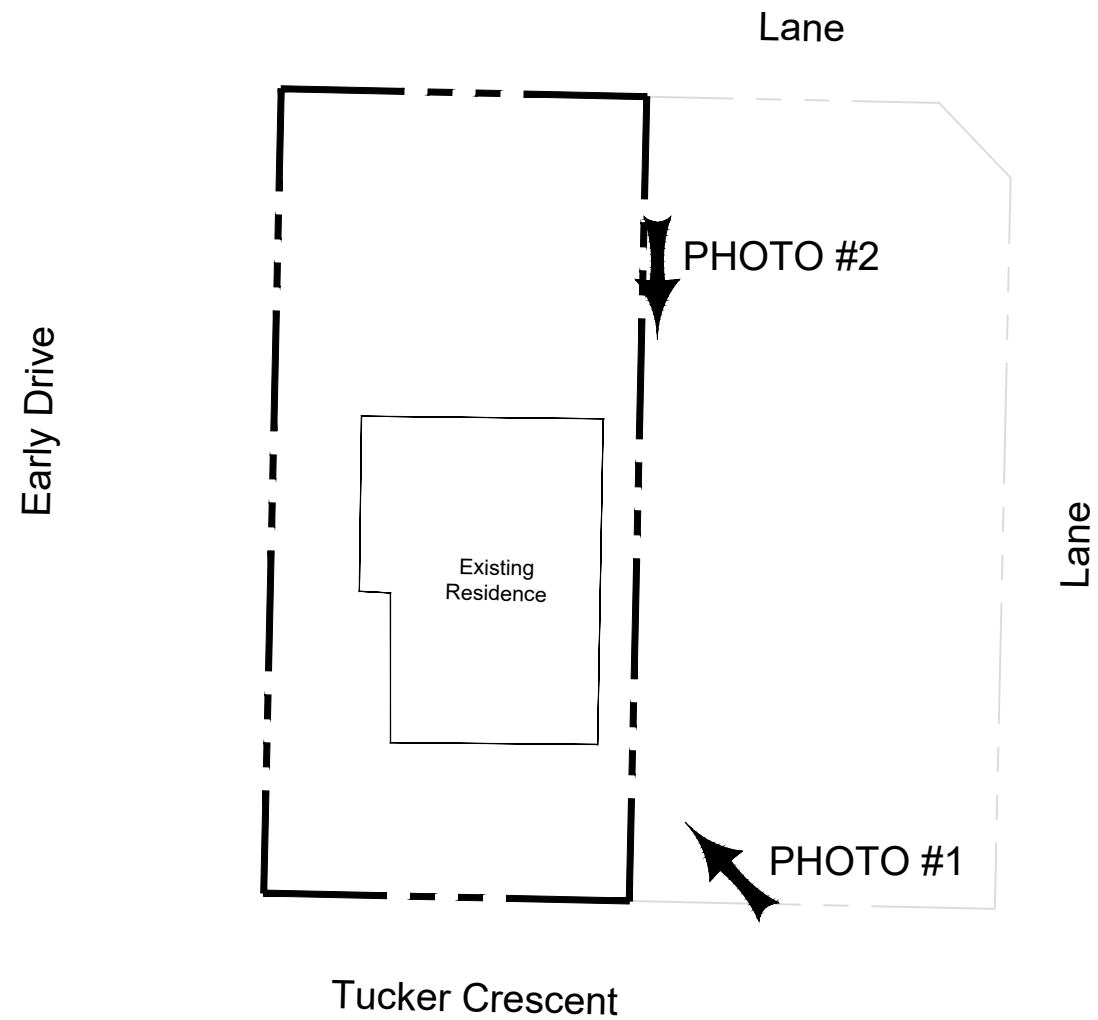 Lane
PHOTO #2
Early Drive
Lane
Existing
Residence
PHOTO #1
Tucker Crescent